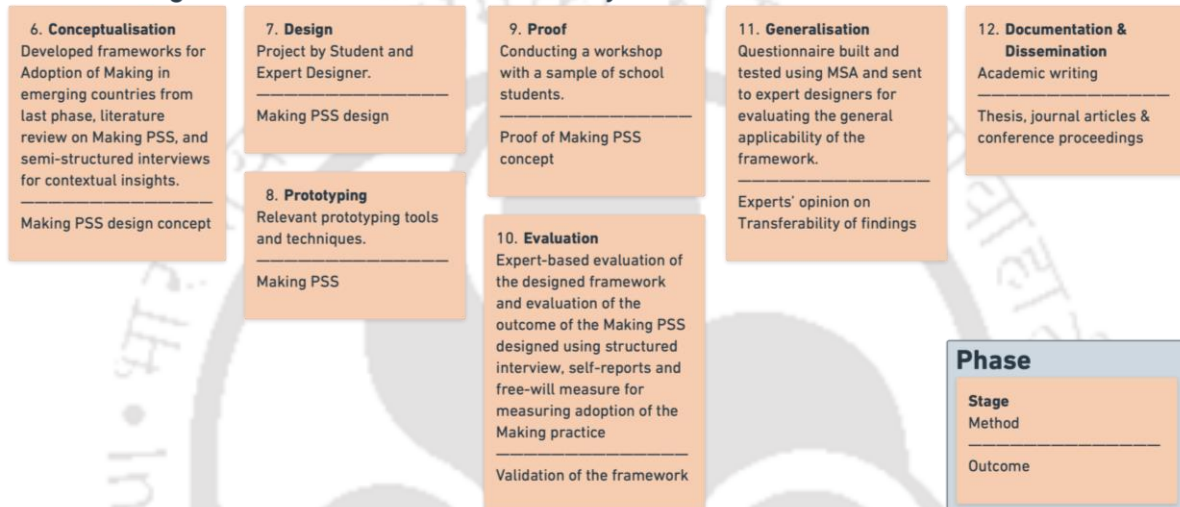 6. Conceptualisation
Developed frameworks for
Adoption of Making in
emerging countries from
last phase, literature
review on Making PSS, and
semi-structured interviews
for contextual insights.
Making PSS design concept
7. Design
Project by Student and
Expert Designer.
Making PSS design
8. Prototyping
Relevant prototyping tools
and techniques.
Making PSS
9. Proof
Conducting a workshop
with a sample of school
students.
Proof of Making PSS
concept
10. Evaluation
Expert-based evaluation of
the designed framework
and evaluation of the
outcome of the Making PSS
designed using structured
interview, self-reports and
free-will measure for
measuring adoption of the
Making practice
Validation of the framework
11. Generalisation
Questionnaire built and
tested using MSA and sent
to expert designers for
evaluating the general
applicability of the
framework.
Experts' opinion on
Transferability of findings
12. Documentation &
Dissemination
Academic writing
Thesis, journal articles &
conference proceedings
Phase
Stage
Method
Outcome